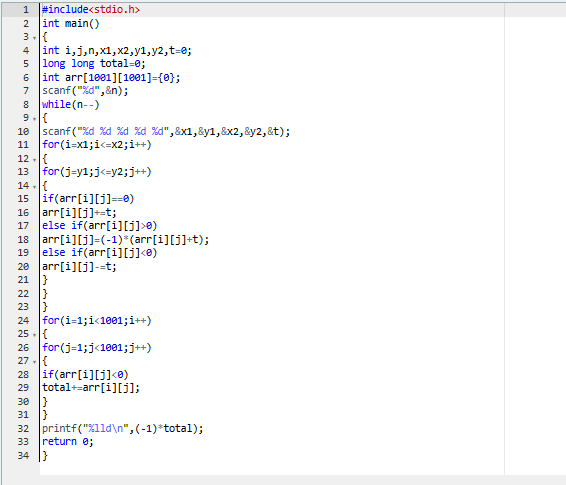 1 #include<stdio.h>
2 int main()
3 {
4 int i,j,n,x1,x2,y1,y2,t=0;
5 long long total=0;
6 int arr[1001][1001]={0};
7 scanf("%d",&n);
8 while(n--)
9 {
10 scanf("%d %d %d %d %d",&x1,&y1,&x2,&y2,&t);
11 for(i=x1;i<=x2;i++)
12 {
13 for(j=y1;j<=y2;j++)
14 {
15 if(arr[i][j]==0)
16 arr[i][j]+=t;
17 else if(arr[i][j]>0)
18 arr[i][j]=(-1)*(arr[i][j]+t);
19 else if(arr[i][j]<0)
20 arr[i][j]-=t;
21 }
22 }
23 }
24 for(i=1;i<1001;i++)
25 {
26 for(j=1;j<1001;j++)
27 {
28 if(arr[i][j]<0)
29 total+=arr[i][j];
30 }
31 }
32 printf("%lld\n",(-1)*total);
33 return 0;
34 }